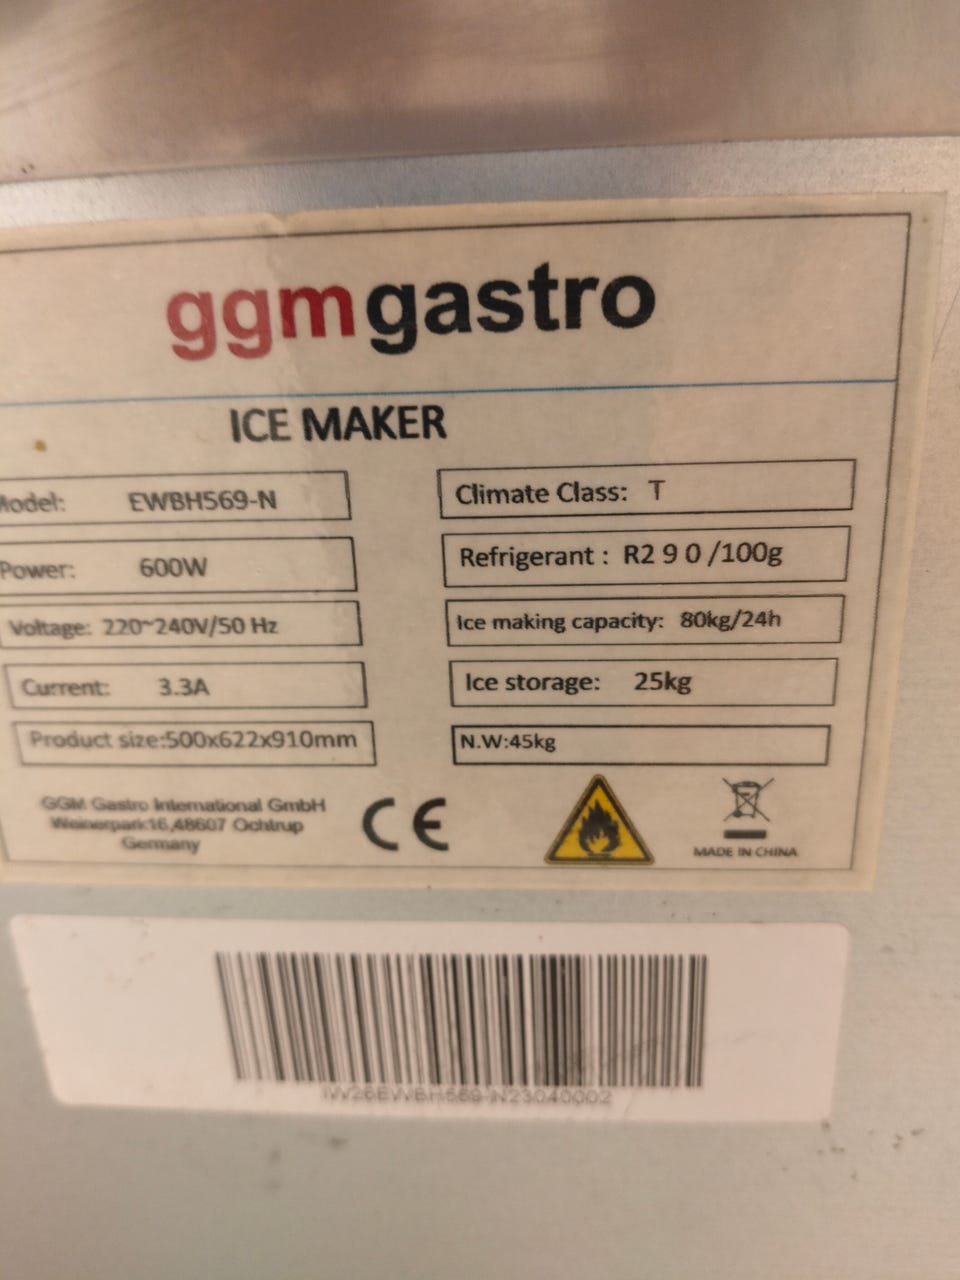 ggmgastro
ICE MAKER
Model: EWBH569-N
Climate Class: T
Power: 600W
Refrigerant : R2 9 0 /100g
Voltage: 220~240V/50 Hz
Ice making capacity: 80kg/24h
Current: 3.3A
Ice storage: 25kg
Product size:500x622x910mm
N.W:45kg
GGM Gastro International GmbH
Weinerpark16,48607 Ochtrup
Germany
CE
MADE IN CHINA
IW26EWBH569-N23040002